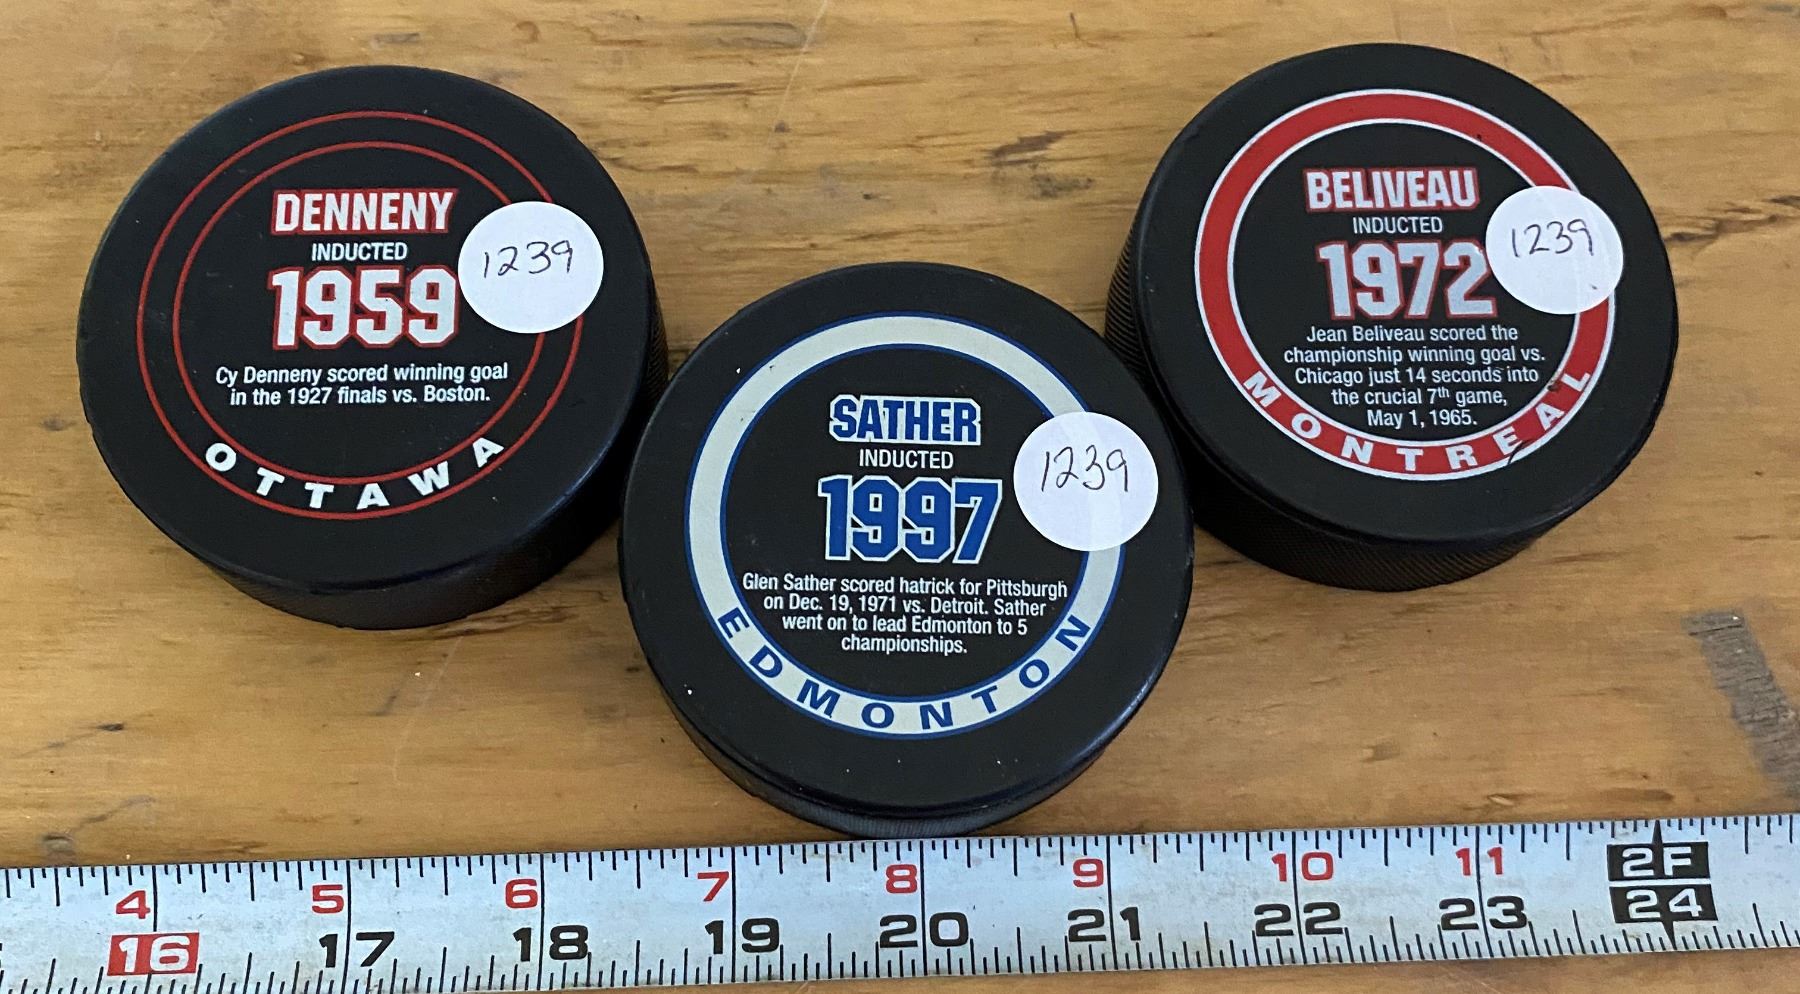 DENNENY
INDUCTED
1959
Cy Denneny scored winning goal
in the 1927 finals vs. Boston.
OTTAWA
1239
SATHER
INDUCTED
1997
Glen Sather scored hatrick for Pittsburgh
on Dec. 19, 1971 vs. Detroit. Sather
went on to lead Edmonton to 5
championships.
EDMONTON
1239
BELIVEAU
INDUCTED
1972
Jean Beliveau scored the
championship winning goal vs.
Chicago just 14 seconds into
the crucial 7th game,
May 1, 1965.
MONTREAL
1239
4 5 6 7 8 9 10 11 2F
16 17 18 19 20 21 22 23 24